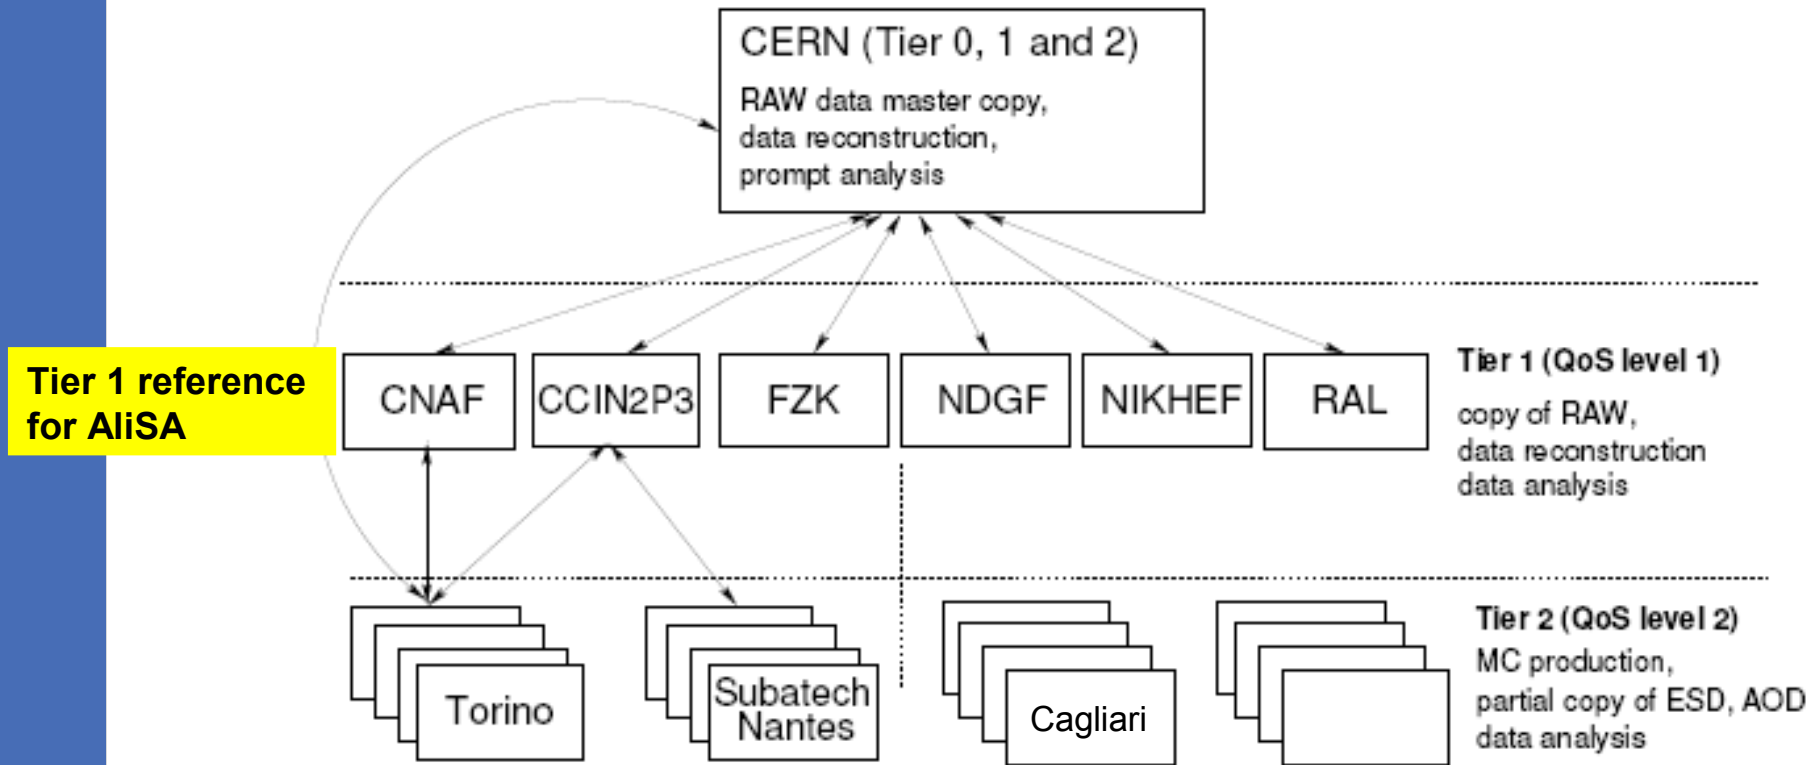 CERN (Tier 0, 1 and 2)
RAW data master copy,
data reconstruction,
prompt analysis
Tier 1 reference
for AliSA
CNAF
CCIN2P3
FZK
NDGF
NIKHEF
RAL
Tier 1 (QoS level 1)
copy of RAW,
data reconstruction
data analysis
Torino
Subatech
Nantes
Cagliari
Tier 2 (QoS level 2)
MC production,
partial copy of ESD, AOD
data analysis